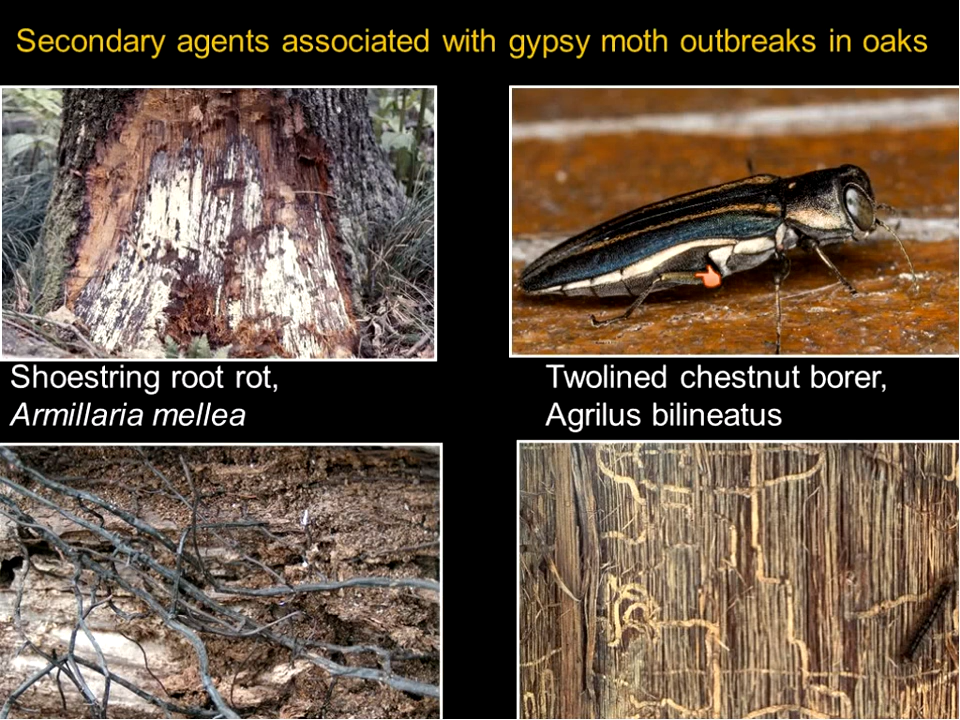 Secondary agents associated with gypsy moth outbreaks in oaks
Shoestring root rot,
Armillaria mellea
Twolined chestnut borer,
Agrilus bilineatus